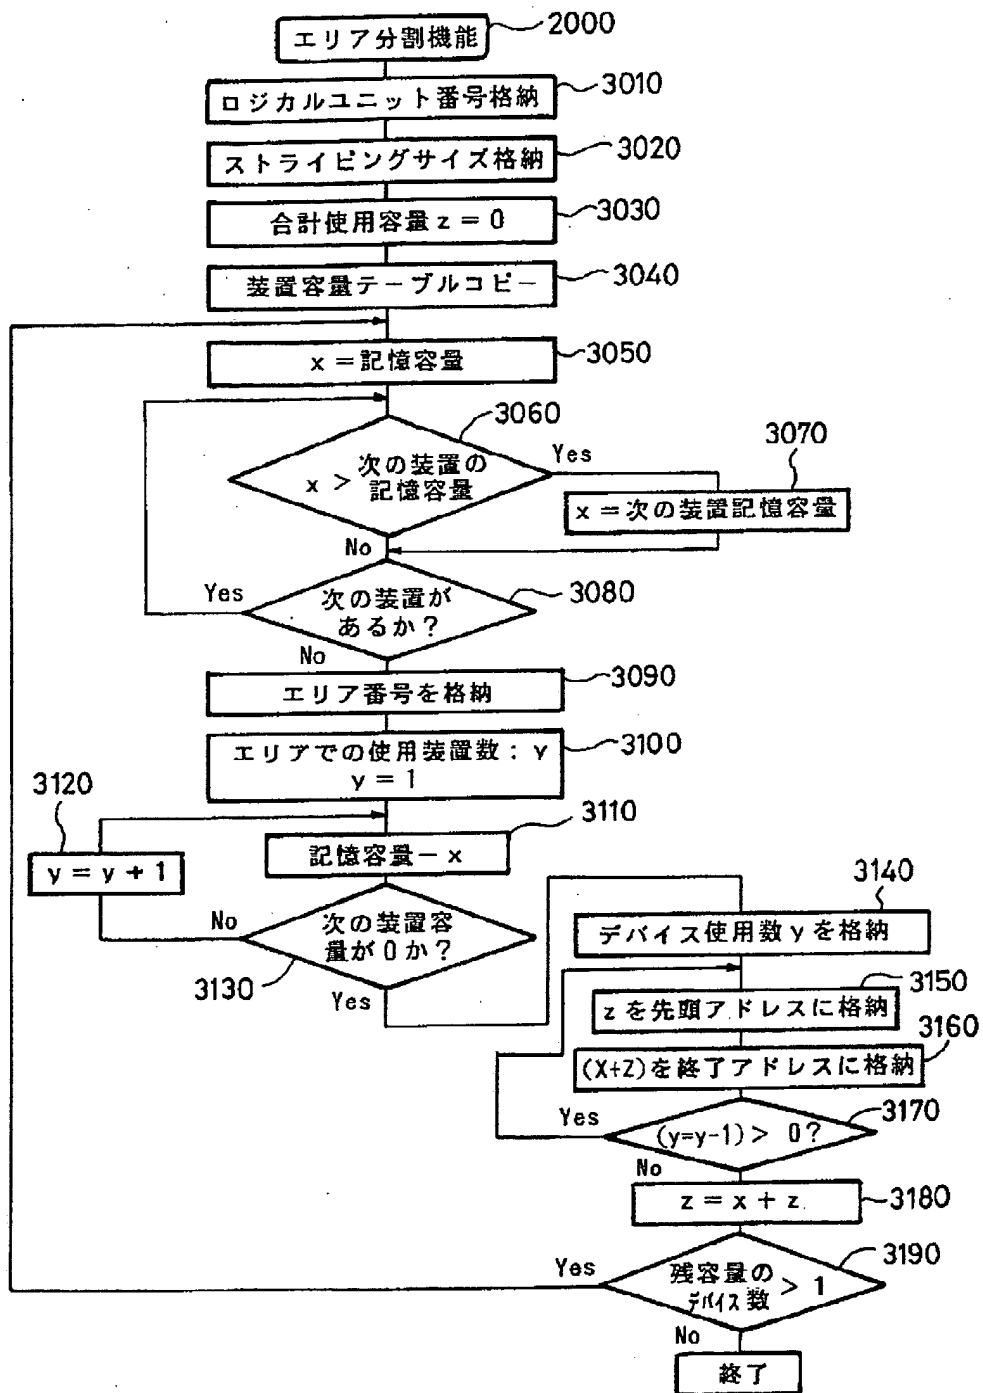 エリア分割機能
2000
ロジカルユニット番号格納
3010
ストライピングサイズ格納
3020
合計使用容量z=0
3030
装置容量テーブルコピー
3040
x=記憶容量
3050
3060
x > 次の装置の
記憶容量
Yes
3070
x=次の装置記憶容量
No
Yes
次の装置が
あるか?
3080
No
エリア番号を格納
3090
エリアでの使用装置数:y
y=1
3100
3120
y=y+1
3110
記憶容量-x
No
次の装置容
量が0か?
3130
Yes
3140
デバイス使用数yを格納
3150
zを先頭アドレスに格納
3160
(X+Z)を終了アドレスに格納
Yes
(y=y-1)> 0?
3170
No
z=x+z
3180
3190
Yes
残容量の
デバイス数 > 1
No
終了